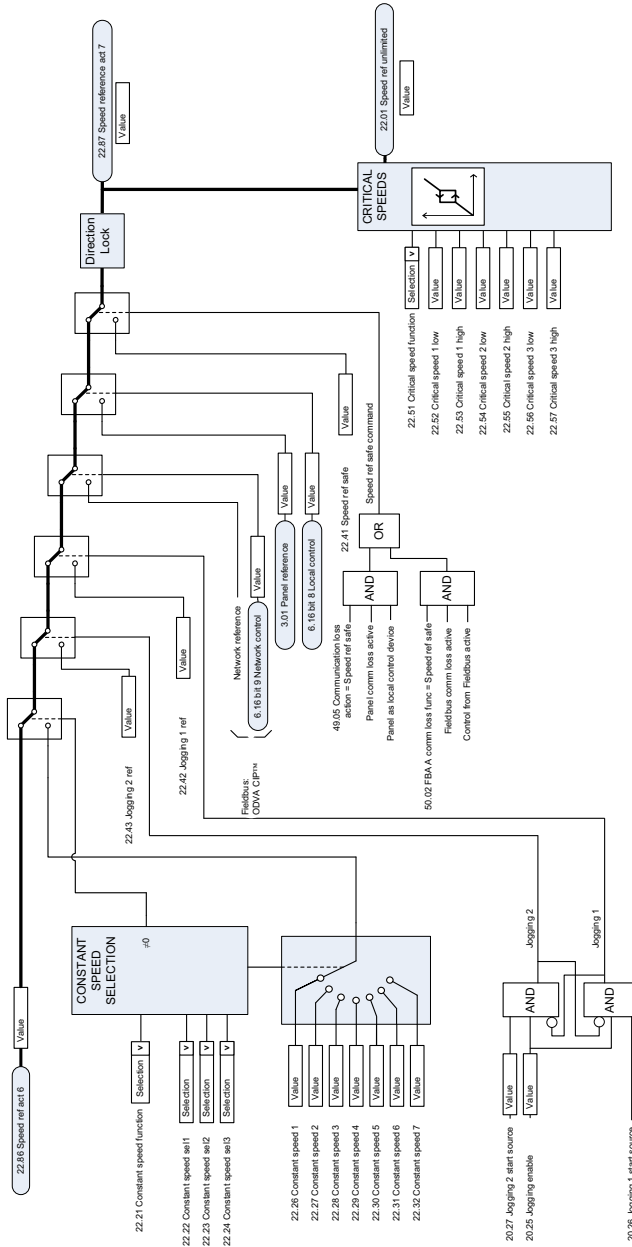 22.86 Speed ref act 6
Value
22.87 Speed reference act 7
Value
Direction
Lock
22.21 Constant speed function
Selection
v
22.22 Constant speed sel1
Selection
v
22.23 Constant speed sel2
Selection
v
22.24 Constant speed sel3
Selection
v
CONSTANT
SPEED
SELECTION
≠0
22.26 Constant speed 1
Value
22.27 Constant speed 2
Value
22.28 Constant speed 3
Value
22.29 Constant speed 4
Value
22.30 Constant speed 5
Value
22.31 Constant speed 6
Value
22.32 Constant speed 7
Value
22.43 Jogging 2 ref
Value
22.42 Jogging 1 ref
Value
Network reference
Fieldbus:
ODVA CIP™
6.16 bit 9 Network control
Value
3.01 Panel reference
Value
6.16 bit 8 Local control
Value
22.41 Speed ref safe
Value
Speed ref safe command
49.05 Communication loss
action = Speed ref safe
Panel comm loss active
Panel as local control device
AND
OR
50.02 FBA A comm loss func = Speed ref safe
Fieldbus comm loss active
Control from Fieldbus active
AND
22.51 Critical speed function
Selection
v
22.52 Critical speed 1 low
Value
22.53 Critical speed 1 high
Value
22.54 Critical speed 2 low
Value
22.55 Critical speed 2 high
Value
22.56 Critical speed 3 low
Value
22.57 Critical speed 3 high
Value
CRITICAL
SPEEDS
22.01 Speed ref unlimited
Value
20.27 Jogging 2 start source
Value
20.25 Jogging enable
Value
AND
Jogging 2
20.26 Jogging 1 start source
AND
Jogging 1